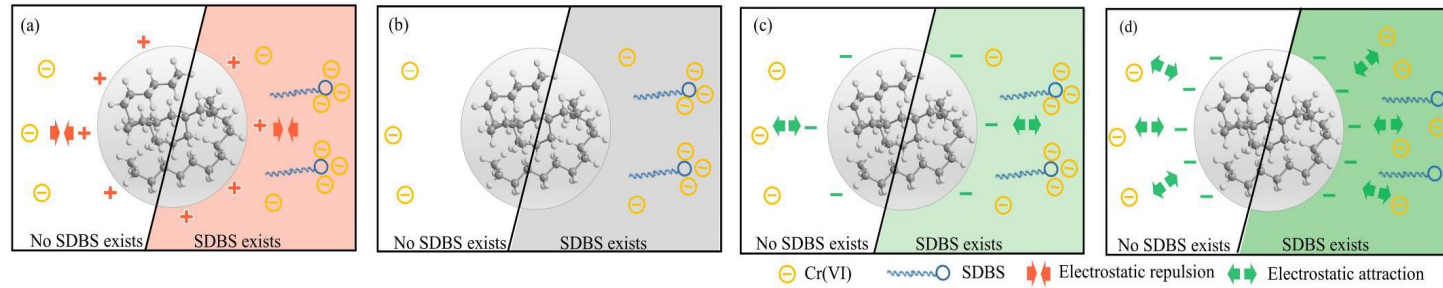 (a)
No SDBS exists
SDBS exists
(b)
No SDBS exists
SDBS exists
(c)
No SDBS exists
SDBS exists
(d)
No SDBS exists
SDBS exists
Cr(VI)
SDBS
Electrostatic repulsion
Electrostatic attraction